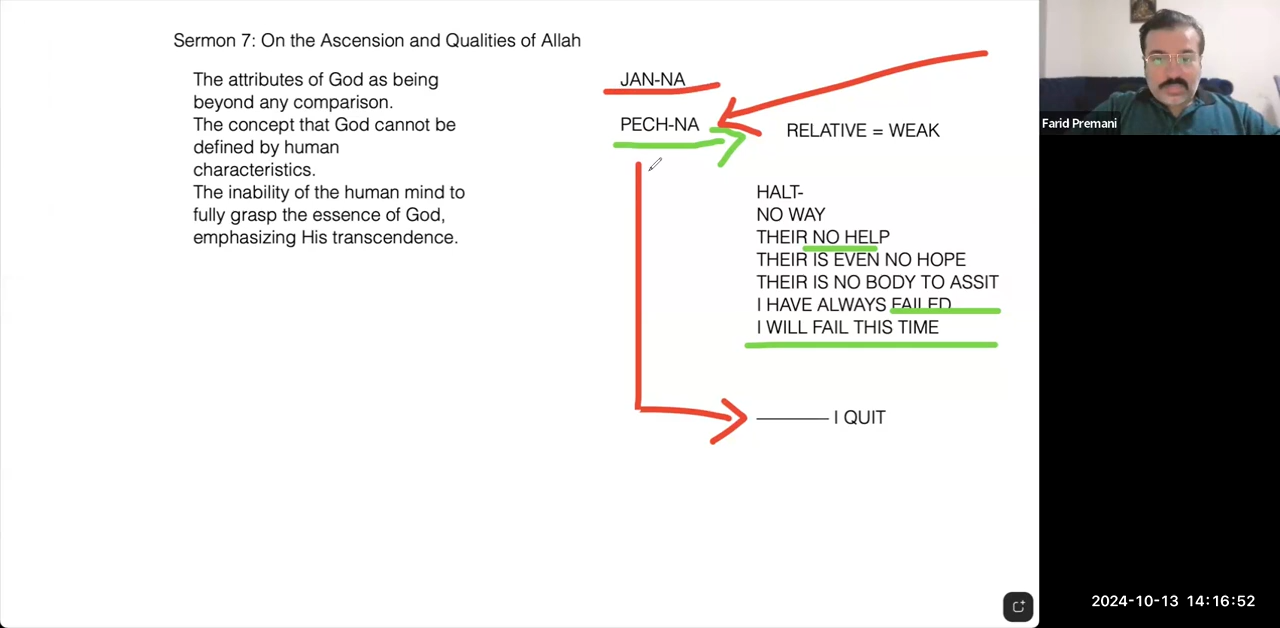 Sermon 7: On the Ascension and Qualities of Allah
The attributes of God as being
beyond any comparison.
The concept that God cannot be
defined by human
characteristics.
The inability of the human mind to
fully grasp the essence of God,
emphasizing His transcendence.
JAN-NA
PECH-NA
RELATIVE = WEAK
HALT-
NO WAY
THEIR NO HELP
THEIR IS EVEN NO HOPE
THEIR IS NO BODY TO ASSIT
I HAVE ALWAYS FAILED
I WILL FAIL THIS TIME
———— I QUIT
Farid Premani
2024-10-13 14:16:52